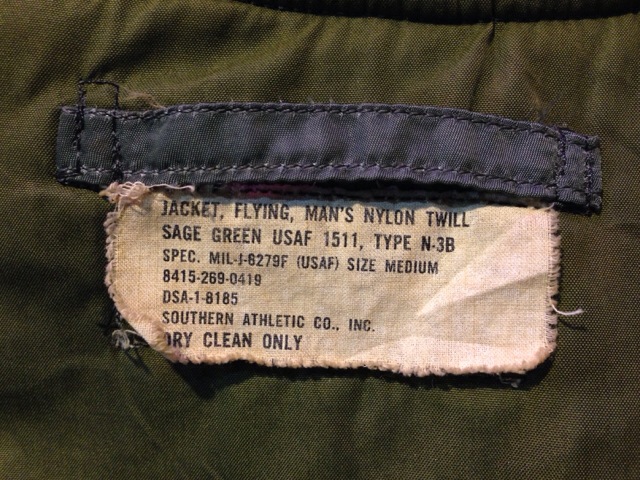 JACKET, FLYING, MAN'S NYLON TWILL
SAGE GREEN USAF 1511, TYPE N-3B
SPEC. MIL-J-6279F (USAF) SIZE MEDIUM
8415-269-0419
DSA-1-8185
SOUTHERN ATHLETIC CO., INC.
DRY CLEAN ONLY